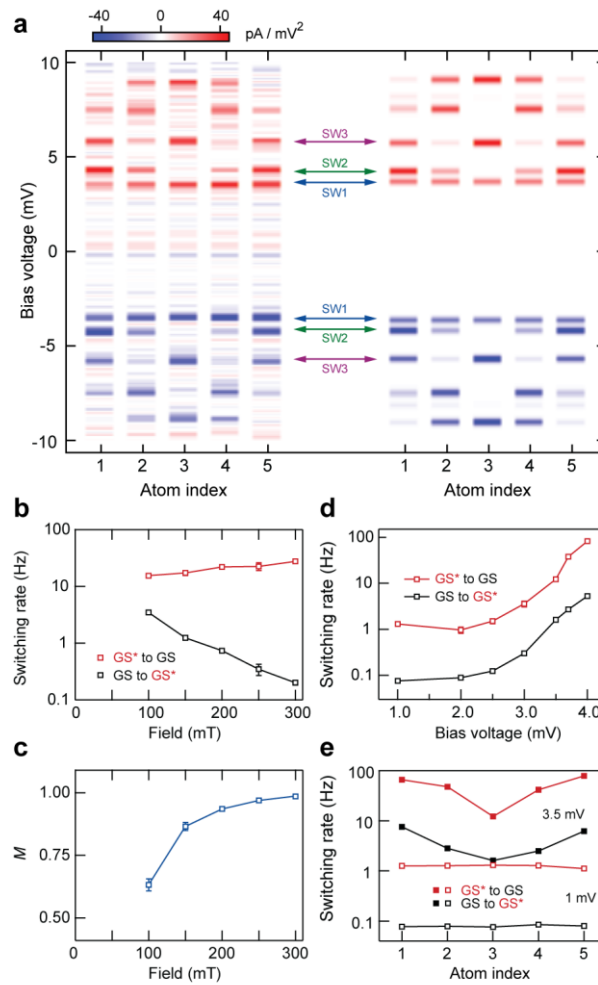 a
-40 0 40
pA / mV²
10
5
0
-5
-10
Bias voltage (mV)
SW3
SW2
SW1
SW1
SW2
SW3
1 2 3 4 5
1 2 3 4 5
Atom index
Atom index
b
100
10
1
0.1
Switching rate (Hz)
GS* to GS
GS to GS*
0 100 200 300
Field (mT)
d
100
10
1
0.1
Switching rate (Hz)
GS* to GS
GS to GS*
1.0 2.0 3.0 4.0
Bias voltage (mV)
c
1.00
0.75
0.50
M
0 100 200 300
Field (mT)
e
100
10
1
0.1
Switching rate (Hz)
3.5 mV
GS* to GS
GS to GS*
1 mV
1 2 3 4 5
Atom index